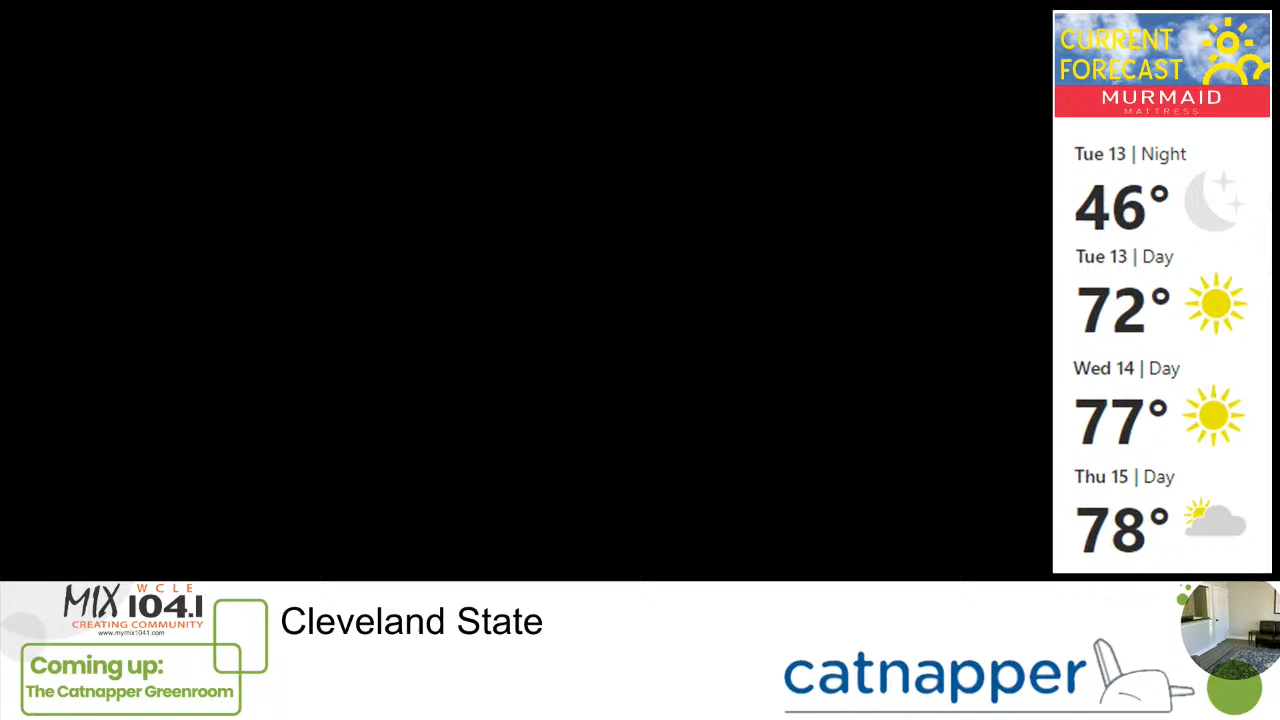 CURRENT
FORECAST
MURMAID
MATTRESS
Tue 13 | Night
46°
Tue 13 | Day
72°
Wed 14 | Day
77°
Thu 15 | Day
78°
WCLE
MIX 104.1
CREATING COMMUNITY
www.mymix1041.com
Cleveland State
Coming up:
The Catnapper Greenroom
catnapper